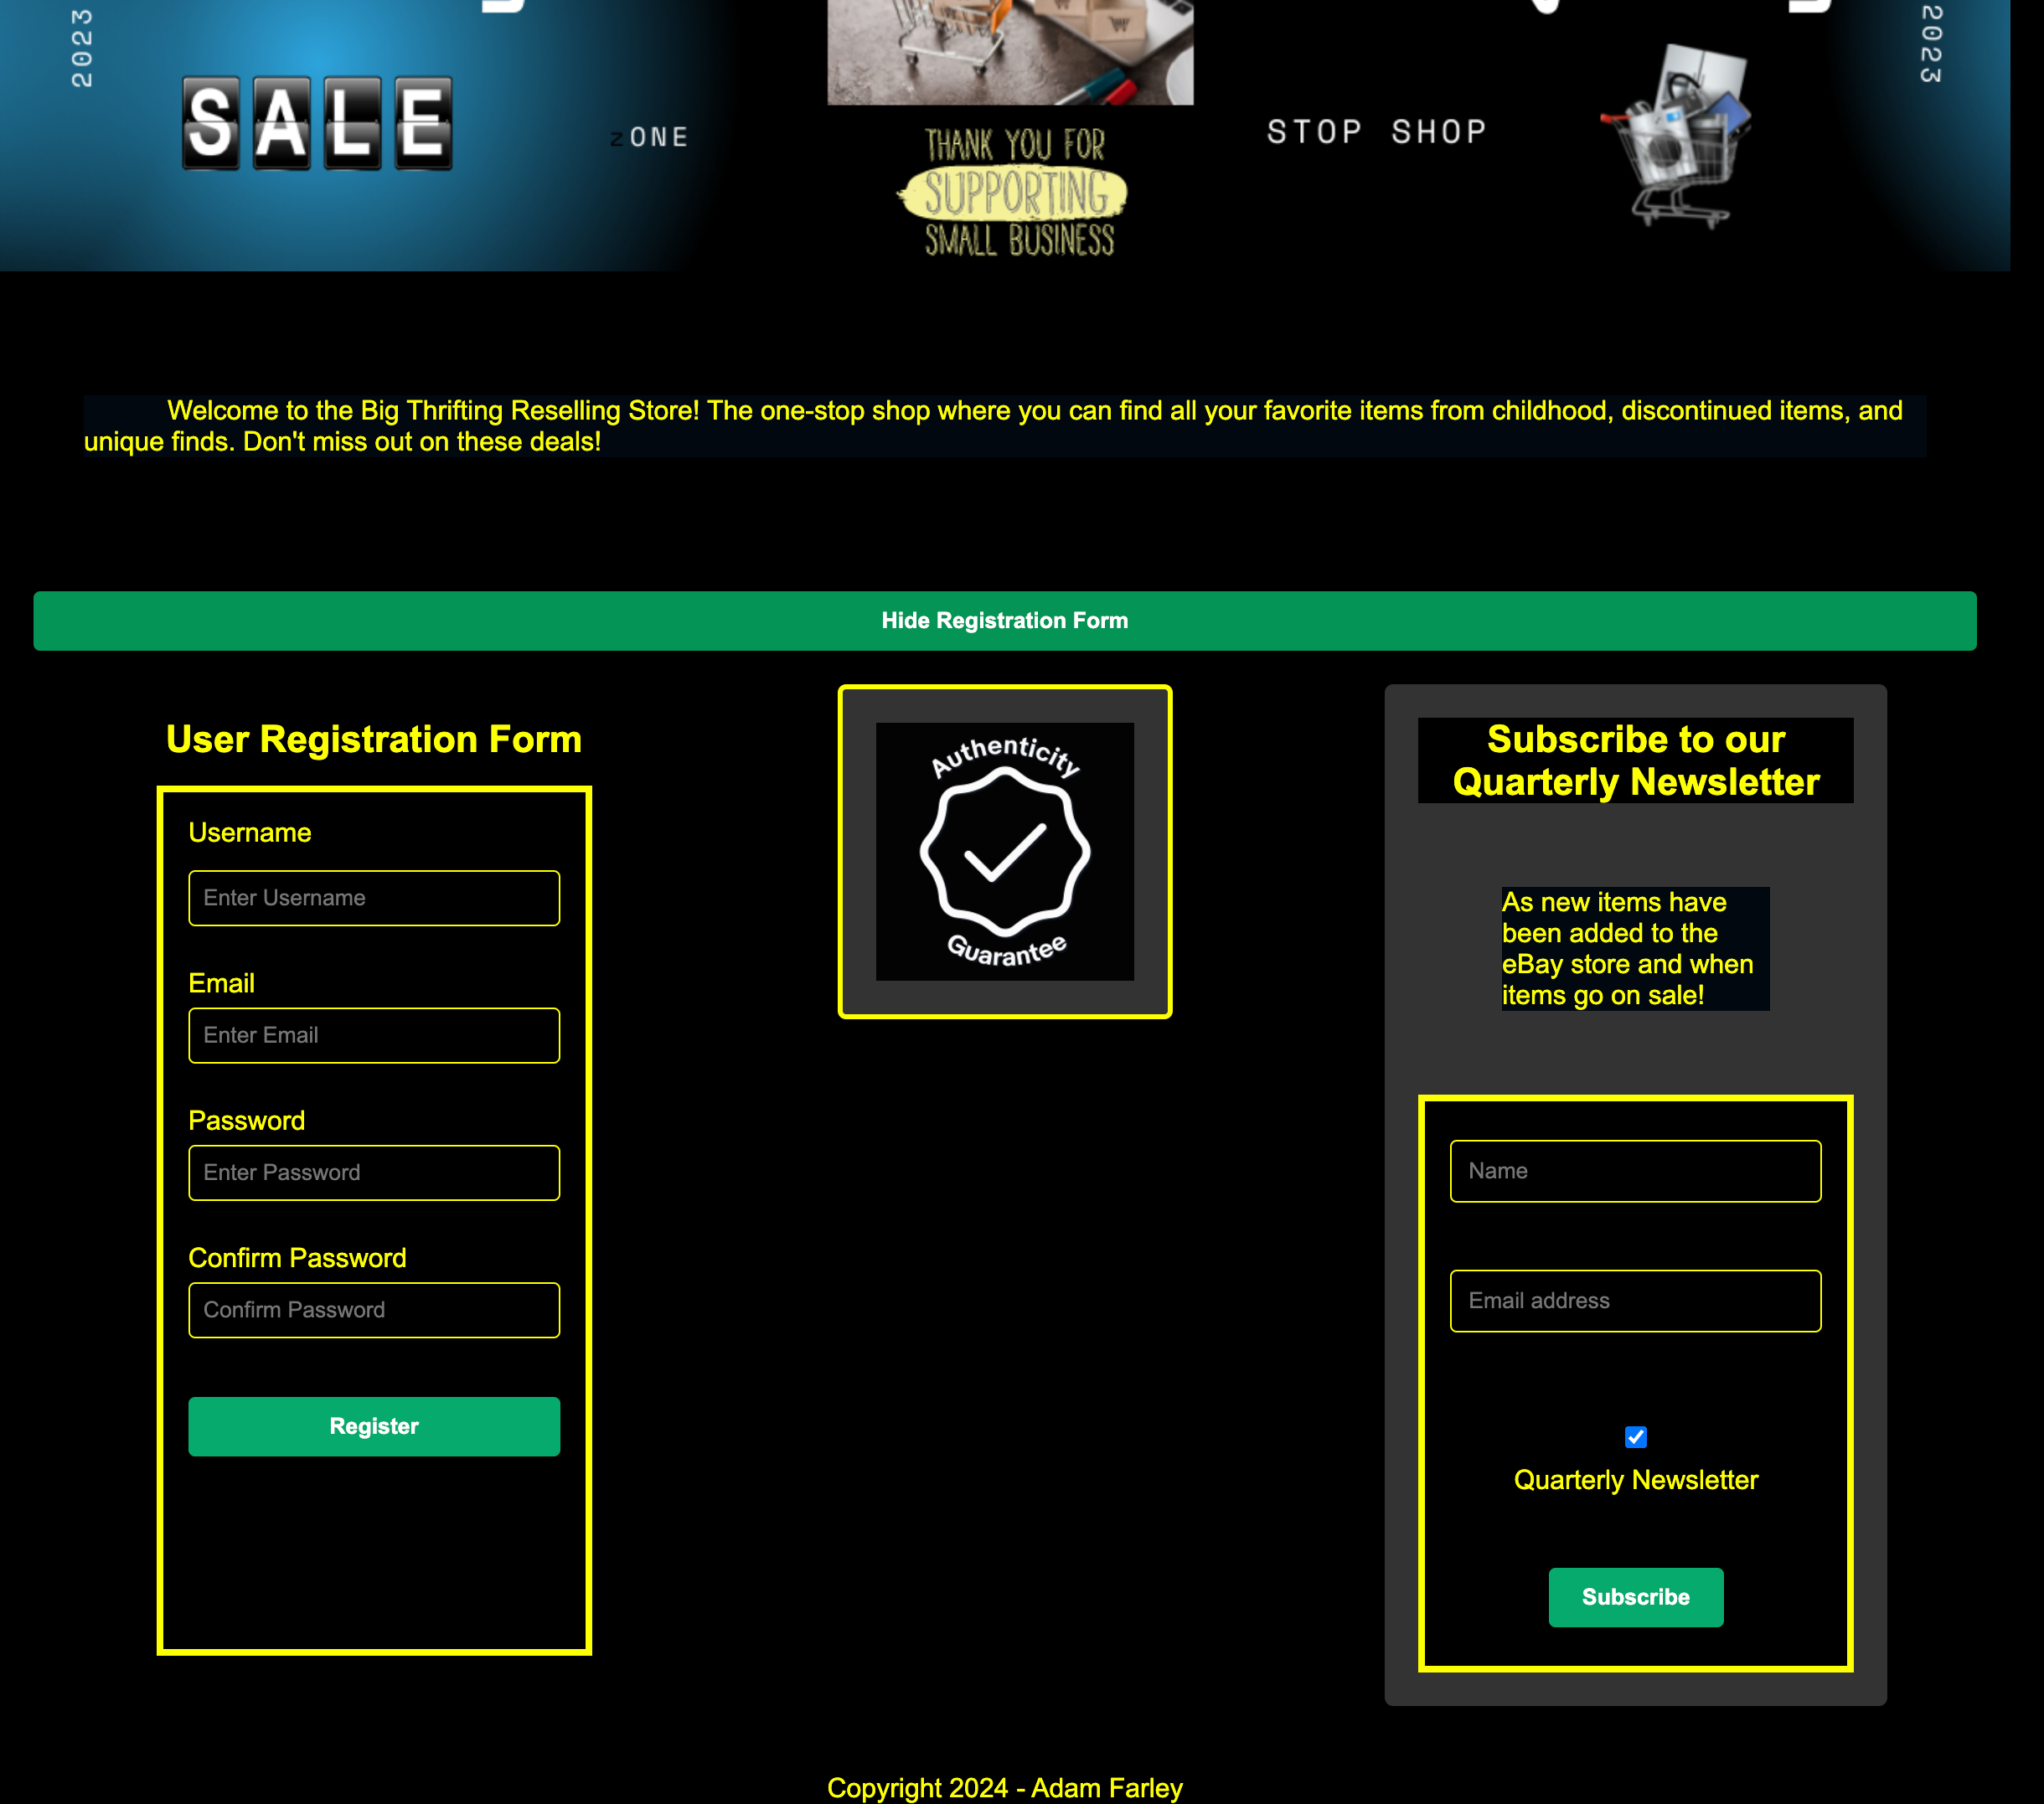 2023
SALE
zONE
THANK YOU FOR
SUPPORTING
SMALL BUSINESS
STOP SHOP
2023
Welcome to the Big Thrifting Reselling Store! The one-stop shop where you can find all your favorite items from childhood, discontinued items, and
unique finds. Don't miss out on these deals!
Hide Registration Form
User Registration Form
Username
Enter Username
Email
Enter Email
Password
Enter Password
Confirm Password
Confirm Password
Register
Authenticity
Guarantee
Subscribe to our
Quarterly Newsletter
As new items have
been added to the
eBay store and when
items go on sale!
Name
Email address
Quarterly Newsletter
Subscribe
Copyright 2024 - Adam Farley